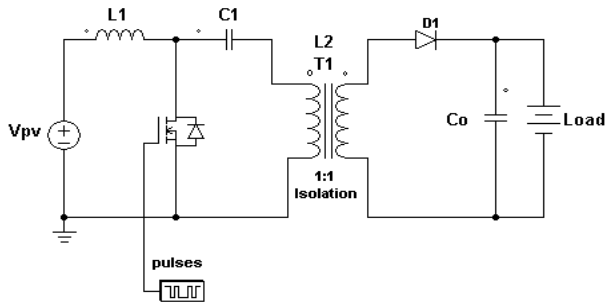 L1
C1
L2
T1
D1
Vpv
Co
Load
1:1
Isolation
pulses